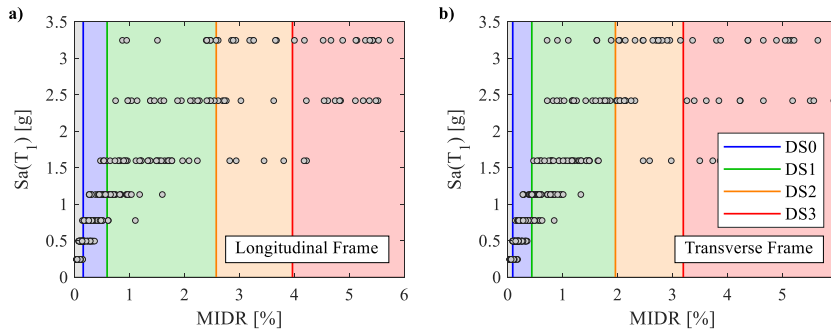 a)
Sa(T1) [g]
3.5
3
2.5
2
1.5
1
0.5
0
0 1 2 3 4 5 6
MIDR [%]
Longitudinal Frame
b)
Sa(T1) [g]
3.5
3
2.5
2
1.5
1
0.5
0
0 1 2 3 4 5 6
MIDR [%]
DS0
DS1
DS2
DS3
Transverse Frame